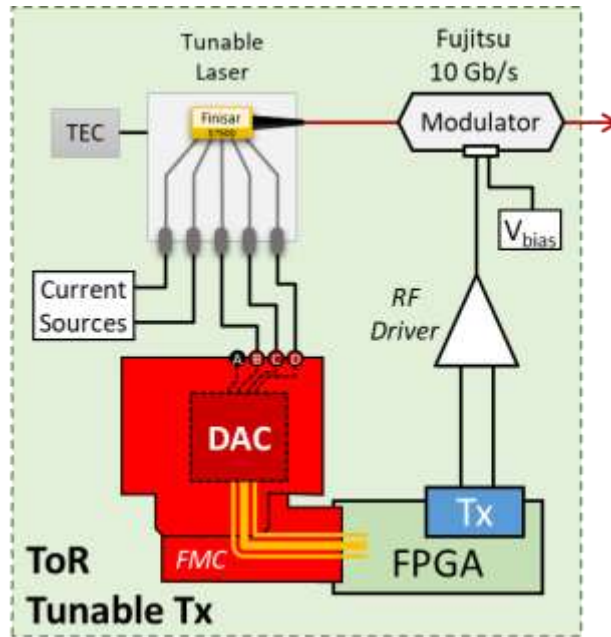 Tunable
Laser
Fujitsu
10 Gb/s
TEC
Finisar
Modulator
V bias
Current
Sources
RF
Driver
A B C D
DAC
Tx
FMC
FPGA
ToR
Tunable Tx